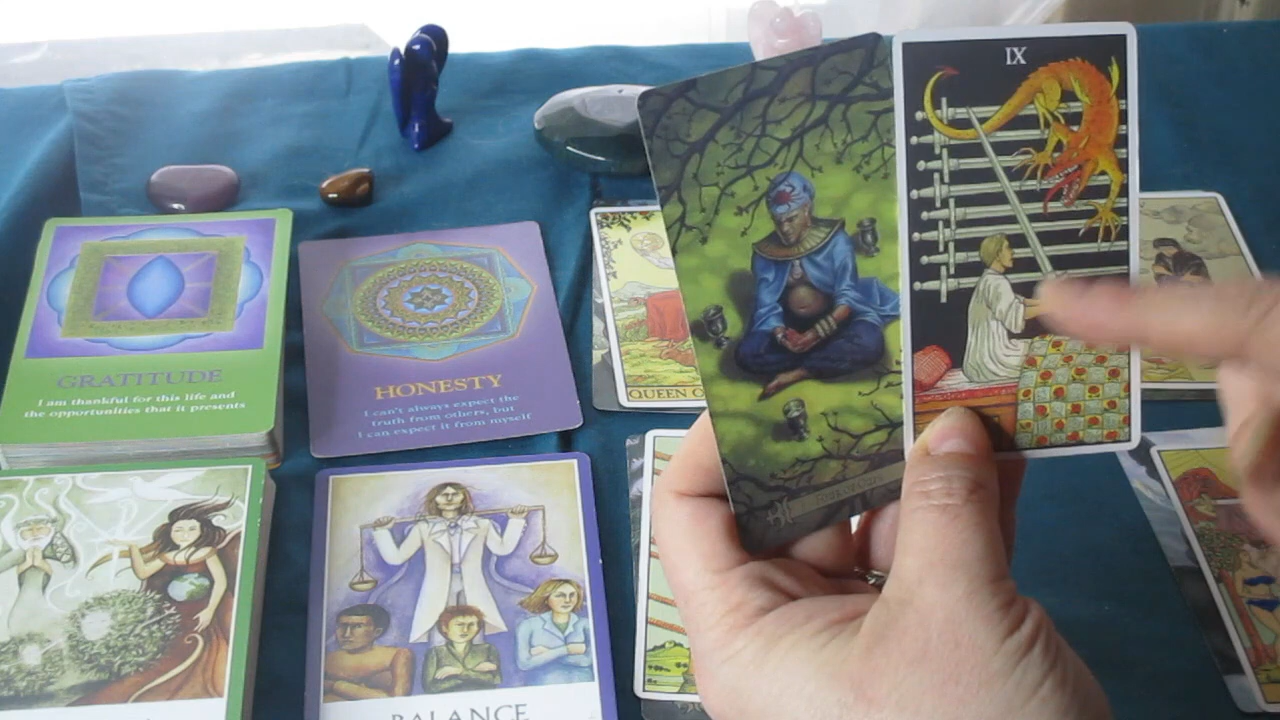 IX
GRATITUDE
I am thankful for this life and
the opportunities that it presents
HONESTY
I can't always expect the
truth from others, but
I can expect it from myself
QUEEN
BALANCE